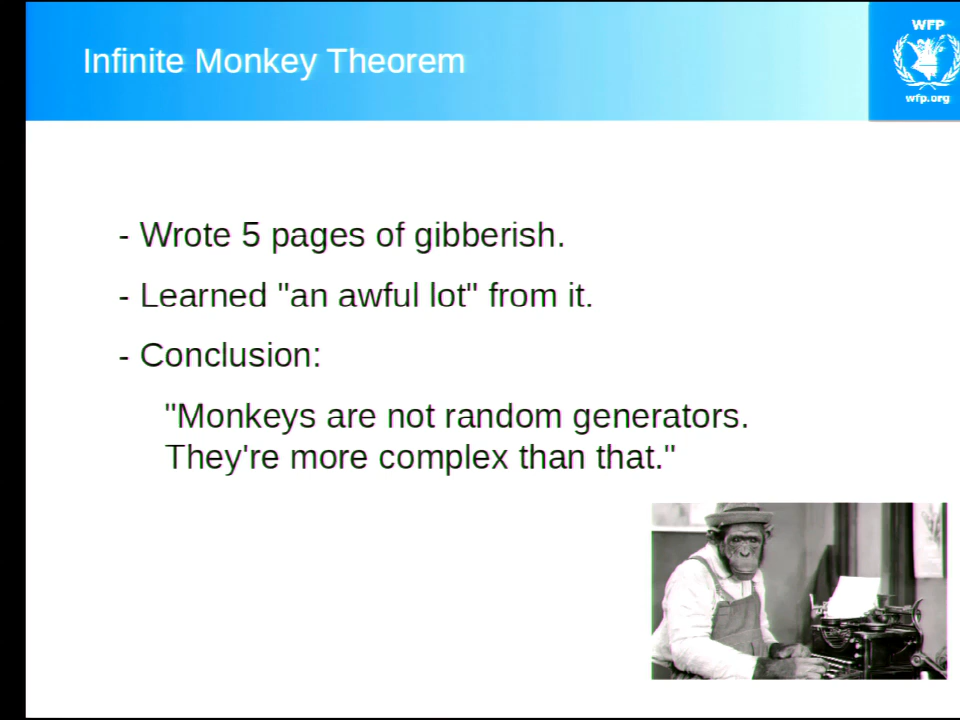 Infinite Monkey Theorem
WFP
wfp.org
- Wrote 5 pages of gibberish.
- Learned "an awful lot" from it.
- Conclusion:
"Monkeys are not random generators.
They're more complex than that."